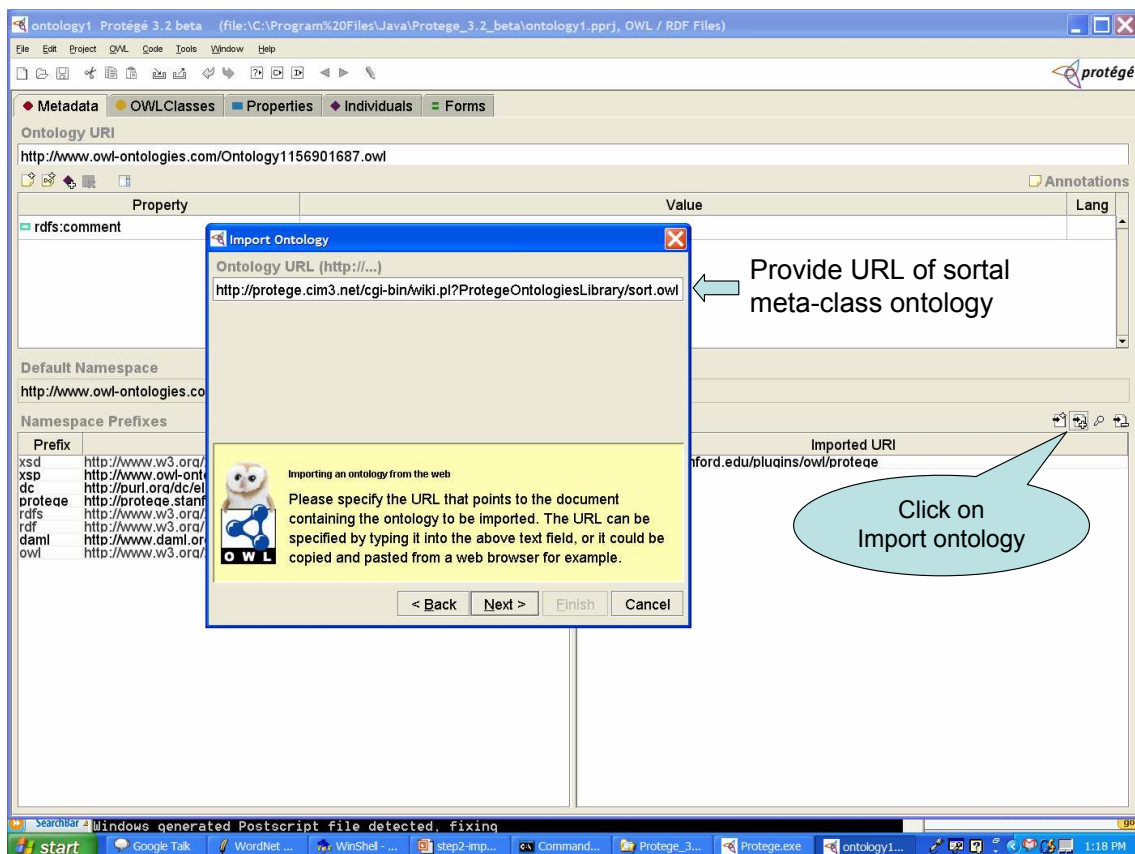 ontology1 Protégé 3.2 beta (file:\C:\Program%20Files\Java\Protege_3.2_beta\ontology1.pprj, OWL / RDF Files)
File Edit Project OWL Code Tools Window Help
protégé
Metadata OWLClasses Properties Individuals Forms
Ontology URI
http://www.owl-ontologies.com/Ontology1156901687.owl
Annotations
Property Value Lang
rdfs:comment
Import Ontology
Ontology URL (http://...)
http://protege.cim3.net/cgi-bin/wiki.pl?ProtegeOntologiesLibrary/sort.owl
Provide URL of sortal
meta-class ontology
Default Namespace
http://www.owl-ontologies.co
Namespace Prefixes
Prefix
Imported URI
xsd http://www.w3.org/
xsp http://www.owl-onto
dc http://purl.org/dc/el
protege http://protege.stanf
rdfs http://www.w3.org/
rdf http://www.w3.org/
daml http://www.daml.or
owl http://www.w3.org/
nford.edu/plugins/owl/protege
Importing an ontology from the web
Please specify the URL that points to the document
containing the ontology to be imported. The URL can be
specified by typing it into the above text field, or it could be
copied and pasted from a web browser for example.
OWL
< Back Next > Finish Cancel
Click on
Import ontology
SearchBar Windows generated Postscript file detected, fixing go
start Google Talk WordNet ... WinShell - ... step2-imp... Command... Protege_3... Protege.exe ontology1... 1:18 PM